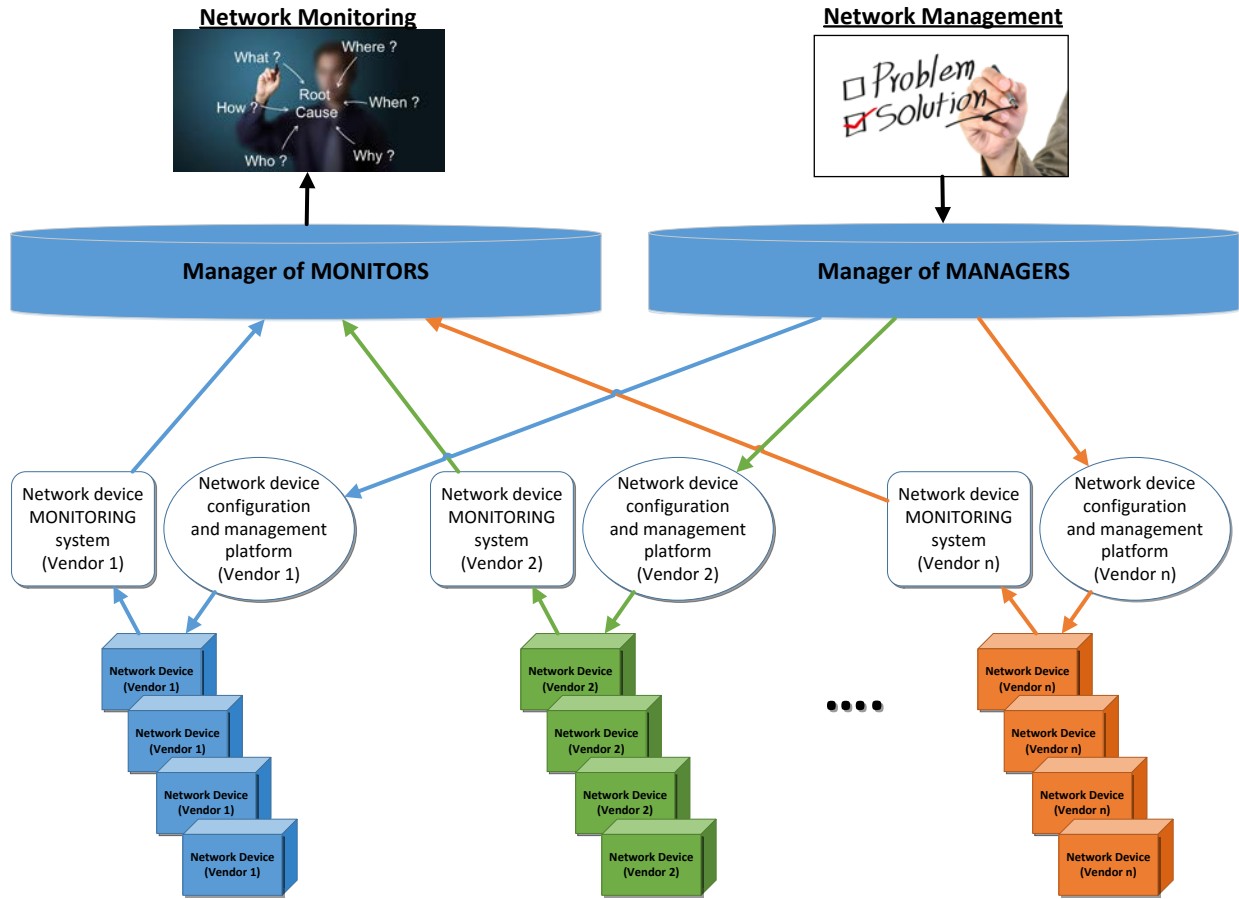 Network Monitoring
Network Management
What ?
Where ?
How ?
Root
Cause
When ?
Who ?
Why ?
Problem
Solution
Manager of MONITORS
Manager of MANAGERS
Network device
MONITORING
system
(Vendor 1)
Network device
configuration
and management
platform
(Vendor 1)
Network device
MONITORING
system
(Vendor 2)
Network device
configuration
and management
platform
(Vendor 2)
Network device
MONITORING
system
(Vendor n)
Network device
configuration
and management
platform
(Vendor n)
Network Device
(Vendor 1)
Network Device
(Vendor 1)
Network Device
(Vendor 1)
Network Device
(Vendor 1)
Network Device
(Vendor 2)
Network Device
(Vendor 2)
Network Device
(Vendor 2)
Network Device
(Vendor 2)
....
Network Device
(Vendor n)
Network Device
(Vendor n)
Network Device
(Vendor n)
Network Device
(Vendor n)